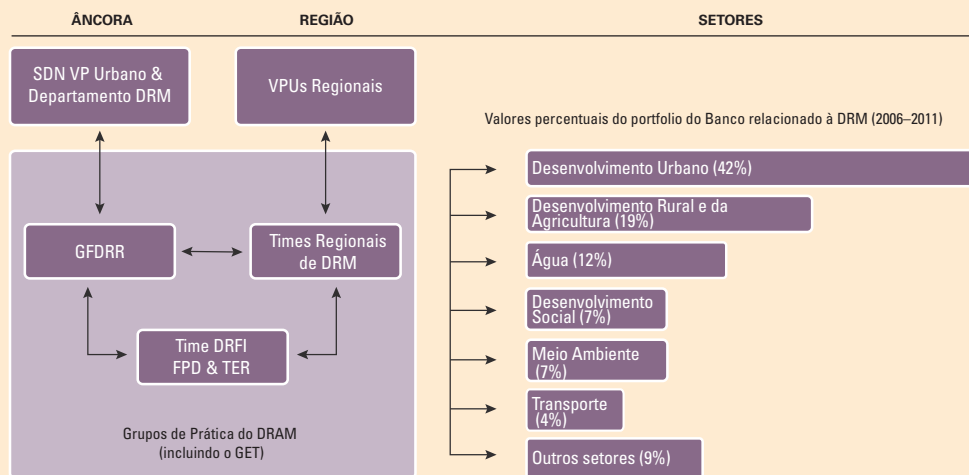 ÂNCORA
REGIÃO
SETORES
SDN VP Urbano &
Departamento DRM
VPUs Regionais
Valores percentuais do portfolio do Banco relacionado à DRM (2006–2011)
GFDRR
Times Regionais
de DRM
Time DRFI
FPD & TER
Grupos de Prática do DRAM
(incluindo o GET)
Desenvolvimento Urbano (42%)
Desenvolvimento Rural e da
Agricultura (19%)
Água (12%)
Desenvolvimento
Social (7%)
Meio Ambiente
(7%)
Transporte
(4%)
Outros setores (9%)